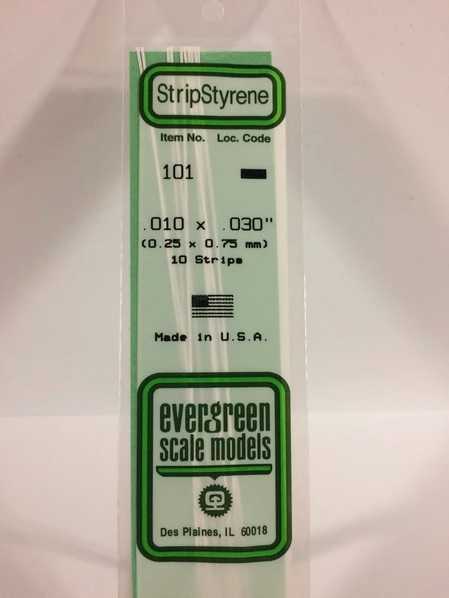 StripStyrene
Item No. Loc. Code
101
.010 x .030"
(0.25 x 0.75 mm)
10 Strips
Made in U.S.A.
evergreen
scale models
Des Plaines, IL 60018